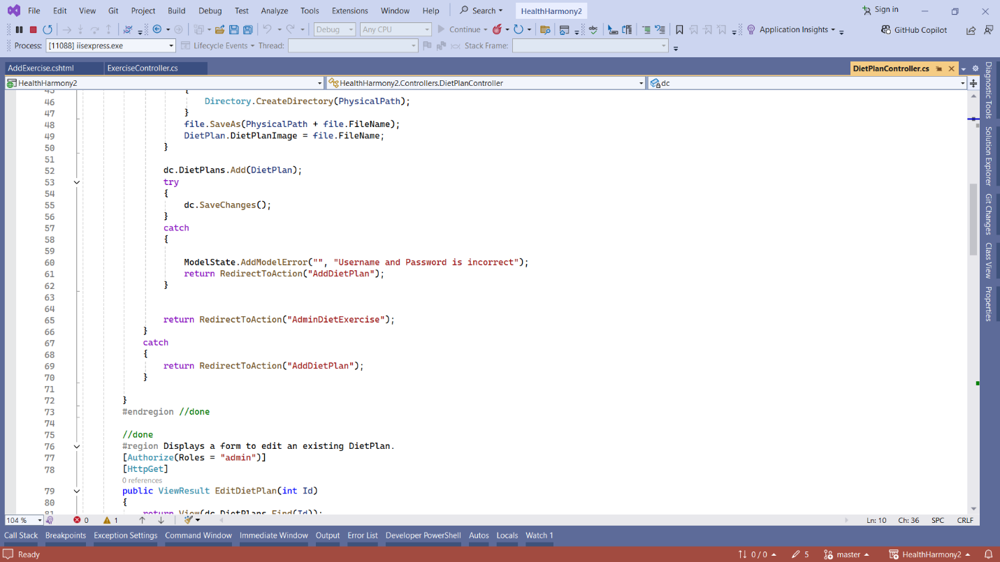 File Edit View Git Project Build Debug Test Analyze Tools Extensions Window Help Search HealthHarmony2 Sign in
Debug Any CPU Continue Application Insights GitHub Copilot
Process: [11088] iisexpress.exe Lifecycle Events Thread: Stack Frame:
AddExercise.cshtml ExerciseController.cs DietPlanController.cs
HealthHarmony2 HealthHarmony2.Controllers.DietPlanController dc
45 {
46 Directory.CreateDirectory(PhysicalPath);
47 }
48 file.SaveAs(PhysicalPath + file.FileName);
49 DietPlan.DietPlanImage = file.FileName;
50 }
51
52 dc.DietPlans.Add(DietPlan);
53 try
54 {
55 dc.SaveChanges();
56 }
57 catch
58 {
59
60 ModelState.AddModelError("", "Username and Password is incorrect");
61 return RedirectToAction("AddDietPlan");
62 }
63
64
65 return RedirectToAction("AdminDietExercise");
66 }
67 catch
68 {
69 return RedirectToAction("AddDietPlan");
70 }
71
72 }
73 #endregion //done
74
75 //done
76 #region Displays a form to edit an existing DietPlan.
77 [Authorize(Roles = "admin")]
78 [HttpGet]
0 references
79 public ViewResult EditDietPlan(int Id)
80 {
81 return View(dc.DietPlans.Find(Id));
Diagnostic Tools
Solution Explorer
Git Changes
Class View
Properties
104 % 0 1 Ln: 10 Ch: 36 SPC CRLF
Call Stack Breakpoints Exception Settings Command Window Immediate Window Output Error List Developer PowerShell Autos Locals Watch 1
Ready 0 / 0 5 master HealthHarmony2